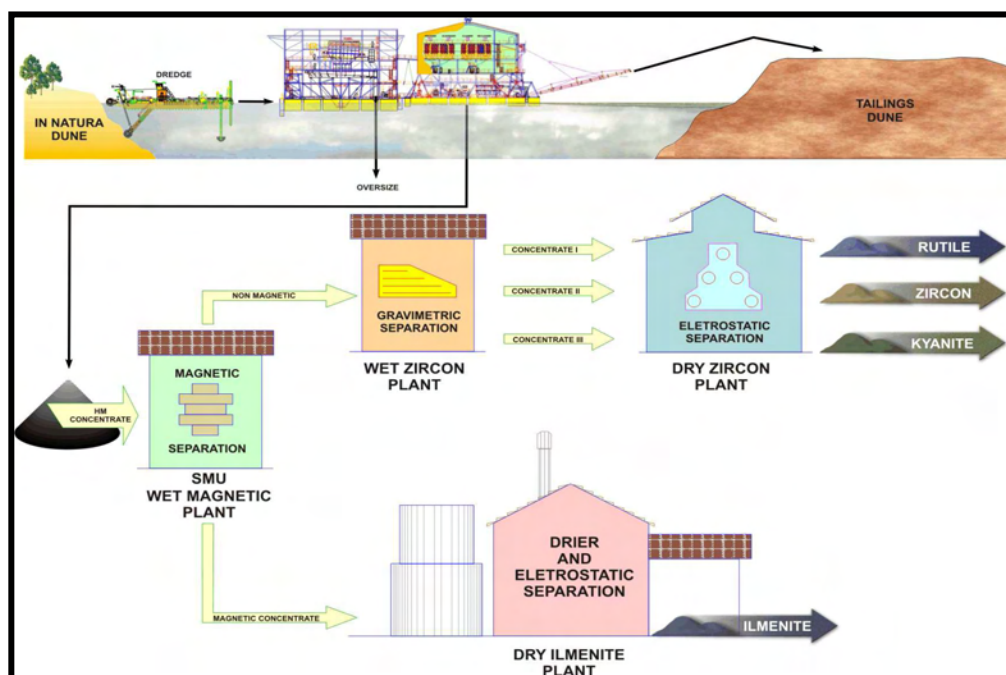 DREDGE
IN NATURA
DUNE
TAILINGS
DUNE
OVERSIZE
CONCENTRATE I
RUTILE
NON MAGNETIC
GRAVIMETRIC
SEPARATION
CONCENTRATE II
ELETROSTATIC
SEPARATION
ZIRCON
CONCENTRATE III
KYANITE
WET ZIRCON
PLANT
DRY ZIRCON
PLANT
MAGNETIC
SEPARATION
HM
CONCENTRATE
SMU
WET MAGNETIC
PLANT
DRIER
AND
ELETROSTATIC
SEPARATION
MAGNETIC CONCENTRATE
ILMENITE
DRY ILMENITE
PLANT